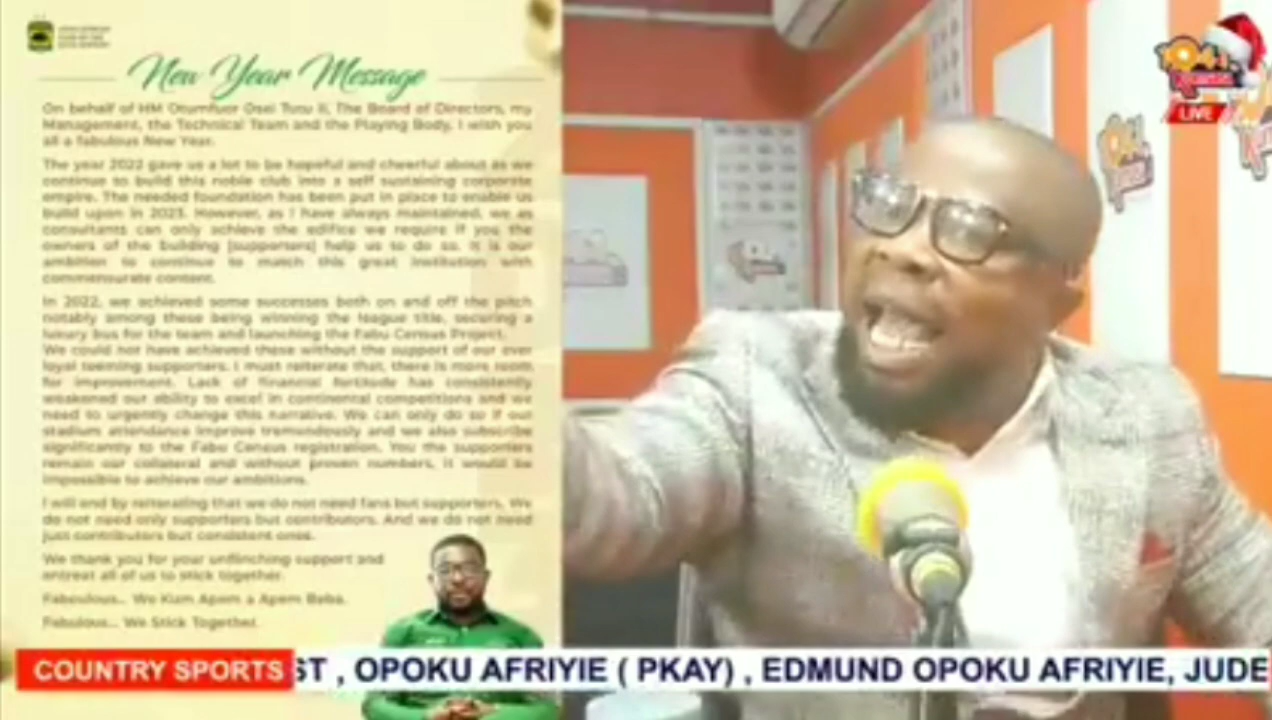 New Year Message
On behalf of HM Otumfuor Osei Tutu II, The Board of Directors, my
Management, the Technical Team and the Playing Body, I wish you
all a fabulous New Year.
The year 2022 gave us a lot to be hopeful and cheerful about as we
continue to build this noble club into a self sustaining corporate
empire. The needed foundation has been put in place to enable us
build upon in 2023. However, as I have always maintained, we as
consultants can only achieve the edifice we require if you the
owners of the building (supporters) help us to do so. It is our
ambition to continue to match this great institution with
commensurate content.
In 2022, we achieved some successes both on and off the pitch
notably among these being winning the league title, securing a
luxury bus for the team and launching the Fabu Census Project.
We could not have achieved these without the support of our ever
loyal teeming supporters. I must reiterate that, there is more room
for improvement. Lack of financial fortitude has consistently
weakened our ability to excel in continental competitions and we
need to urgently change this narrative. We can only do so if our
stadium attendance improve tremendously and we also subscribe
significantly to the Fabu Census registration. You the supporters
remain our collateral and without proven numbers, it would be
impossible to achieve our ambitions.
I will end by reiterating that we do not need fans but supporters. We
do not need only supporters but contributors. And we do not need
just contributors but consistent ones.
We thank you for your unflinching support and
entreat all of us to stick together.
Faboulous... Wo Kum Apem a Apem Beba.
Fabulous... We Stick Together.
104.1
LIVE
COUNTRY SPORTS
ST , OPOKU AFRIYIE ( PKAY) , EDMUND OPOKU AFRIYIE, JUDE